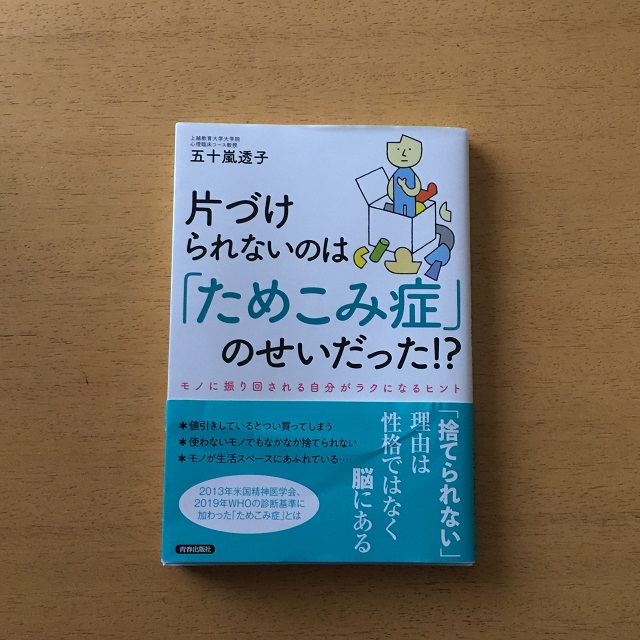 上越教育大学大学院
心理臨床コース教授
五十嵐透子
片づけ
られないのは
「ためこみ症」
のせいだった!?
モノに振り回される自分がラクになるヒント
「捨てられない」
理由は
性格ではなく
脳にある
＊値引きしているとつい買ってしまう
＊使わないモノでもなかなか捨てられない
＊モノが生活スペースにあふれている…
2013年米国精神医学会、
2019年WHOの診断基準に
加わった「ためこみ症」とは
青春出版社